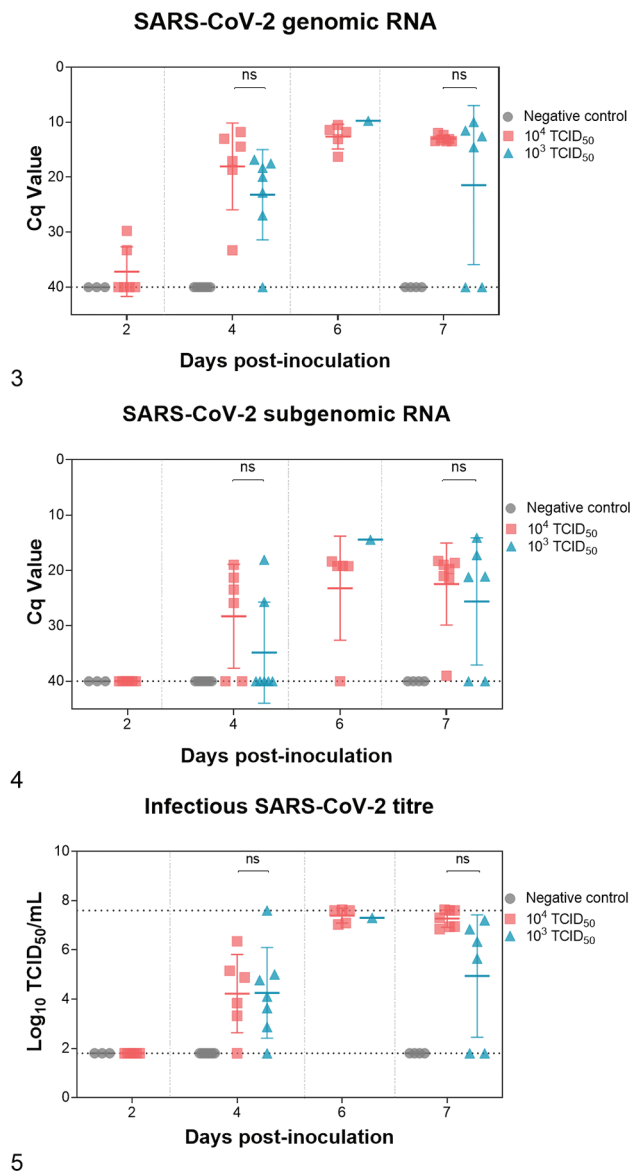 SARS-CoV-2 genomic RNA
0
10
20
30
40
Cq Value
ns
ns
2
4
6
7
Days post-inoculation
Negative control
10⁴ TCID₅₀
10³ TCID₅₀
3
SARS-CoV-2 subgenomic RNA
0
10
20
30
40
Cq Value
ns
ns
2
4
6
7
Days post-inoculation
Negative control
10⁴ TCID₅₀
10³ TCID₅₀
4
Infectious SARS-CoV-2 titre
10
8
6
4
2
0
Log₁₀ TCID₅₀/mL
ns
ns
2
4
6
7
Days post-inoculation
Negative control
10⁴ TCID₅₀
10³ TCID₅₀
5